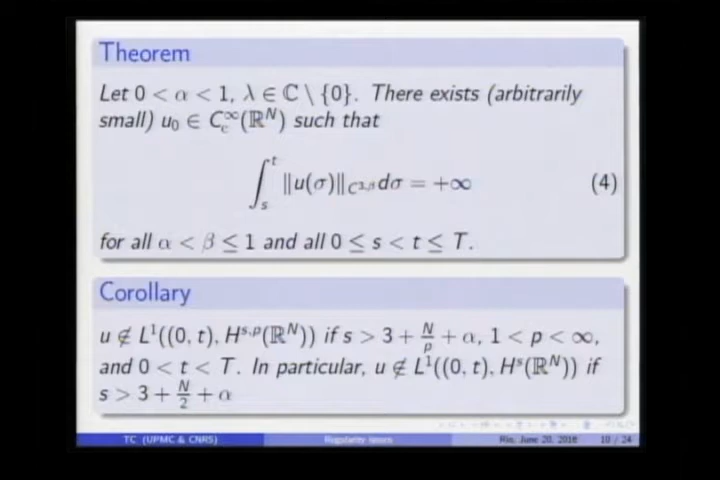 Theorem
Let 0 < α < 1, λ ∈ ℂ \ {0}. There exists (arbitrarily
small) u₀ ∈ C_c^∞(ℝ^N) such that
∫_s^t ‖u(σ)‖_{C^{3,β}} dσ = +∞ (4)
for all α < β ≤ 1 and all 0 ≤ s < t ≤ T.
Corollary
u ∉ L¹((0, t), H^{s,p}(ℝ^N)) if s > 3 + N/p + α, 1 < p < ∞,
and 0 < t < T. In particular, u ∉ L¹((0, t), H^s(ℝ^N)) if
s > 3 + N/2 + α
TC (UPMC & CNRS) Regularity issues Rio, June 20, 2016 10 / 24